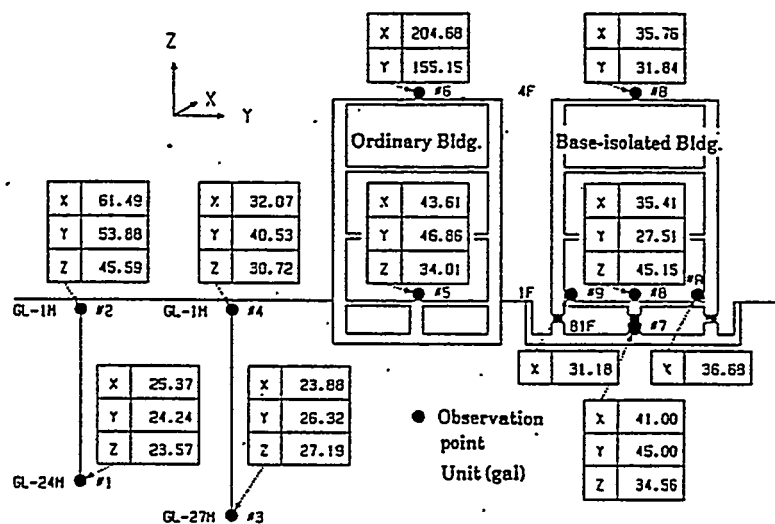 Z
X
Y
X 204.68
Y 155.15
#6
4F
X 35.76
Y 31.84
#8
Ordinary Bldg.
Base-isolated Bldg.
X 61.49
Y 53.88
Z 45.59
GL-1M #2
X 32.07
Y 40.53
Z 30.72
GL-1M #4
X 43.61
Y 46.86
Z 34.01
#5
X 35.41
Y 27.51
Z 45.15
1F
#9
#8
B1F
#7
X 31.18
X 36.68
X 25.37
Y 24.24
Z 23.57
GL-24M #1
X 23.88
Y 26.32
Z 27.19
GL-27M #3
Observation
point
Unit (gal)
X 41.00
Y 45.00
Z 34.56